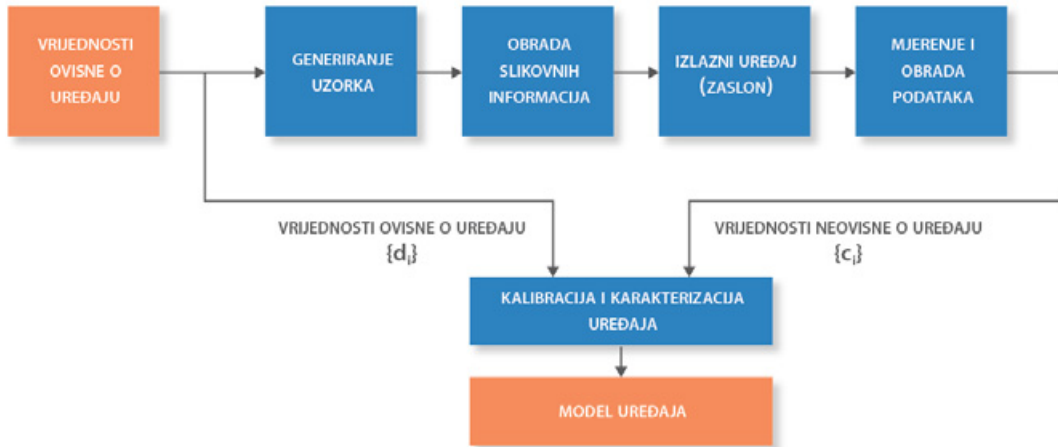 VRIJEDNOSTI
OVISNE O
UREĐAJU
GENERIRANJE
UZORKA
OBRADA
SLIKOVNIH
INFORMACIJA
IZLAZNI UREĐAJ
(ZASLON)
MJERENJE I
OBRADA
PODATAKA
VRIJEDNOSTI OVISNE O UREĐAJU
{dᵢ}
VRIJEDNOSTI NEOVISNE O UREĐAJU
{cᵢ}
KALIBRACIJA I KARAKTERIZACIJA
UREĐAJA
MODEL UREĐAJA